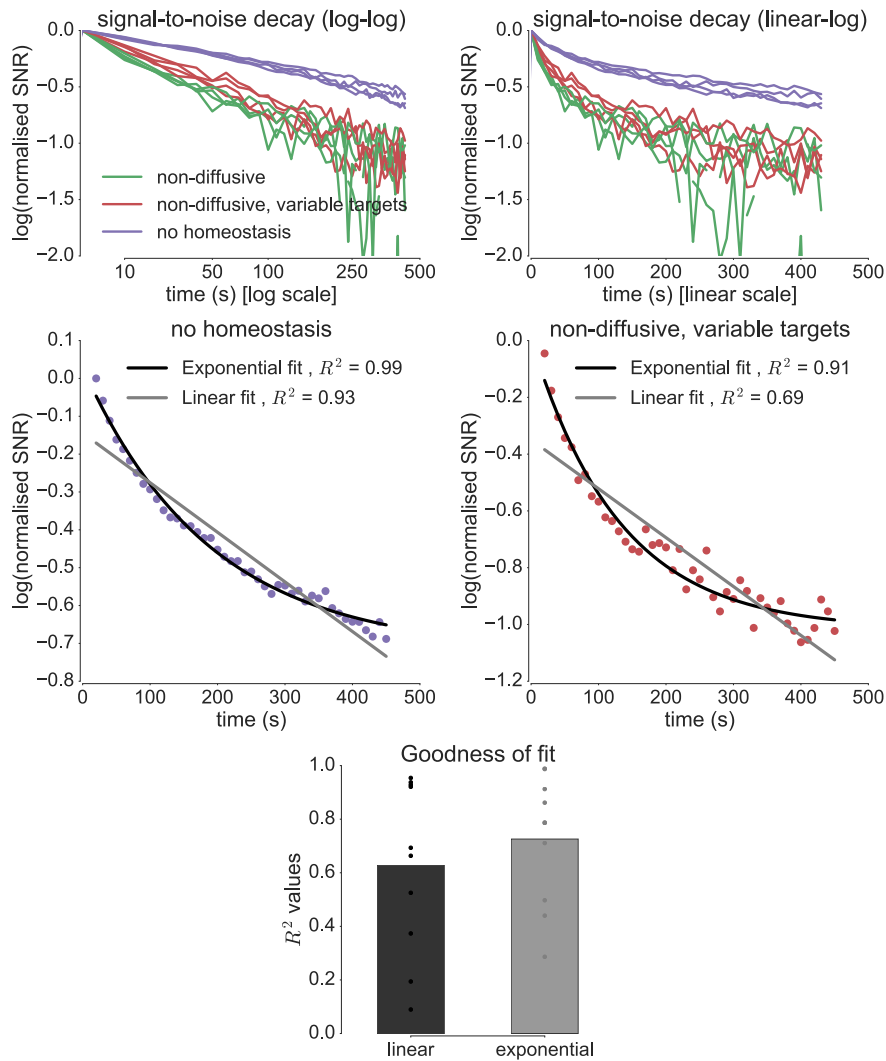 signal-to-noise decay (log-log)
0.0
−0.5
−1.0
−1.5
−2.0
log(normalised SNR)
non-diffusive
non-diffusive, variable targets
no homeostasis
10 50 100 250 500
time (s) [log scale]
signal-to-noise decay (linear-log)
0.0
−0.5
−1.0
−1.5
−2.0
log(normalised SNR)
0 100 200 300 400 500
time (s) [linear scale]
no homeostasis
0.1
0.0
−0.1
−0.2
−0.3
−0.4
−0.5
−0.6
−0.7
−0.8
log(normalised SNR)
Exponential fit , R² = 0.99
Linear fit , R² = 0.93
0 100 200 300 400 500
time (s)
non-diffusive, variable targets
0.0
−0.2
−0.4
−0.6
−0.8
−1.0
−1.2
log(normalised SNR)
Exponential fit , R² = 0.91
Linear fit , R² = 0.69
0 100 200 300 400 500
time (s)
Goodness of fit
1.0
0.8
0.6
0.4
0.2
0.0
R² values
linear exponential